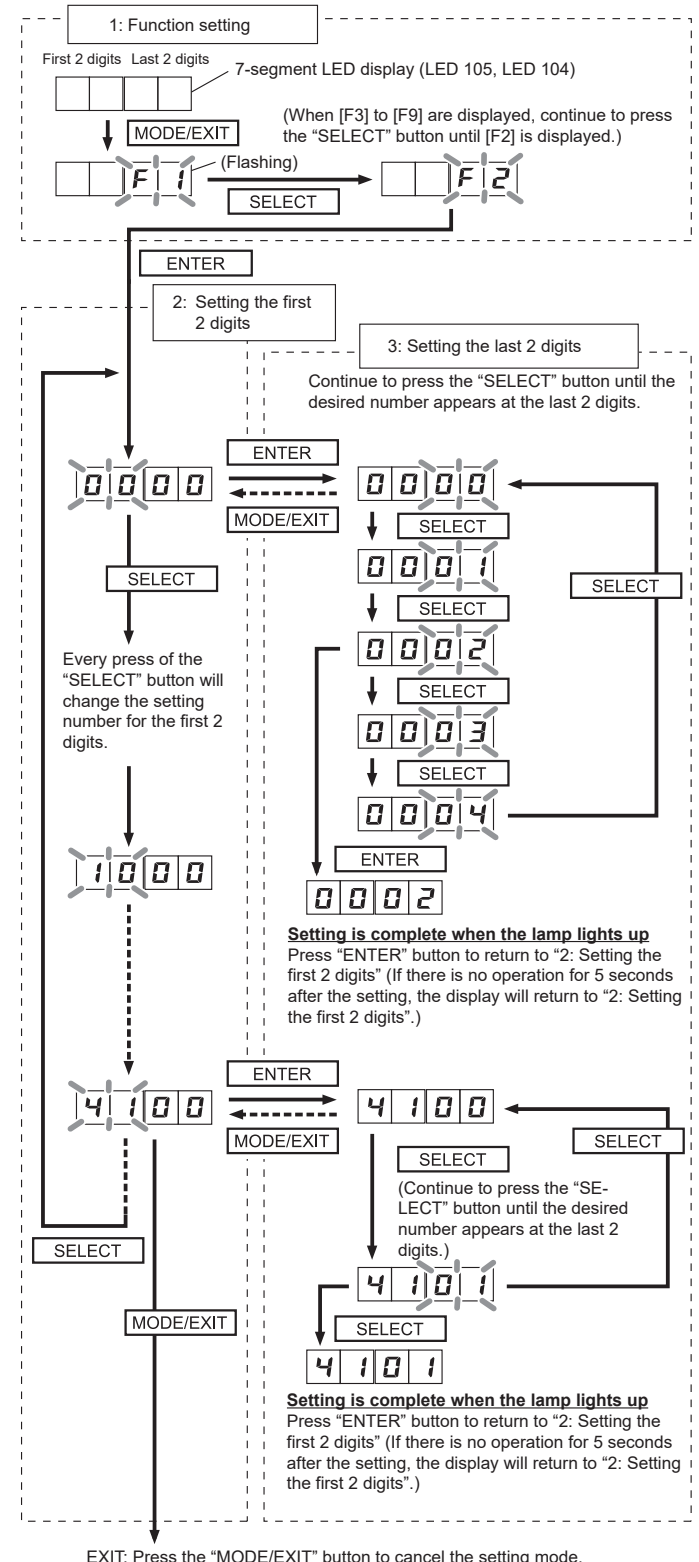 1: Function setting
First 2 digits Last 2 digits
7-segment LED display (LED 105, LED 104)
(When [F3] to [F9] are displayed, continue to press
the “SELECT” button until [F2] is displayed.)
MODE/EXIT
(Flashing)
F 1
F 2
SELECT
ENTER
2: Setting the first
2 digits
3: Setting the last 2 digits
Continue to press the “SELECT” button until the
desired number appears at the last 2 digits.
ENTER
0 0 0 0
0 0 0 0
MODE/EXIT
SELECT
0 0 0 1
SELECT
SELECT
SELECT
0 0 0 2
Every press of the
“SELECT” button will
change the setting
number for the first 2
digits.
SELECT
0 0 0 3
SELECT
0 0 0 4
1 0 0 0
ENTER
0 0 0 2
Setting is complete when the lamp lights up
Press “ENTER” button to return to “2: Setting the
first 2 digits” (If there is no operation for 5 seconds
after the setting, the display will return to “2: Setting
the first 2 digits”.)
ENTER
4 1 0 0
4 1 0 0
MODE/EXIT
SELECT
SELECT
(Continue to press the “SE-
LECT” button until the desired
number appears at the last 2
digits.)
SELECT
4 1 0 1
MODE/EXIT
SELECT
4 1 0 1
Setting is complete when the lamp lights up
Press “ENTER” button to return to “2: Setting the
first 2 digits” (If there is no operation for 5 seconds
after the setting, the display will return to “2: Setting
the first 2 digits”.)
EXIT: Press the “MODE/EXIT” button to cancel the setting mode.